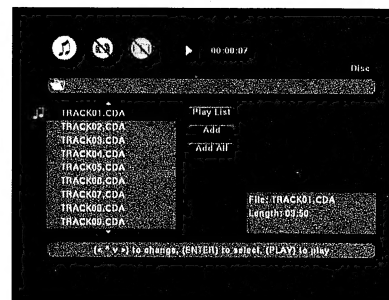 00:00:07
Disc
TRACK01.CDA
TRACK02.CDA
TRACK03.CDA
TRACK04.CDA
TRACK05.CDA
TRACK06.CDA
TRACK07.CDA
TRACK08.CDA
TRACK09.CDA
Play List
Add
Add All
File: TRACK01.CDA
Length: 03:50
(< ^ v >) to change, (ENTER) to select, (PLAY) to play